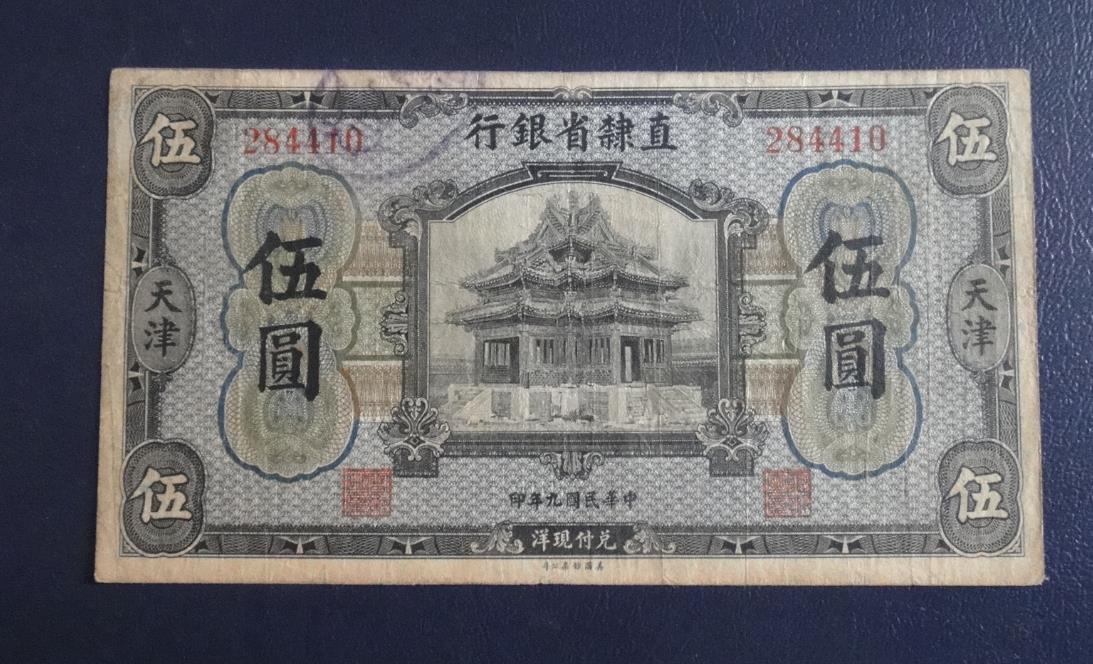 直隸省銀行
伍
伍
284410
284410
伍圓
伍圓
天津
天津
中華民國九年印
伍
伍
兌付現洋